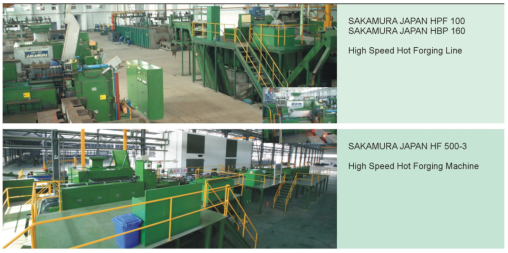 SAKAMURA JAPAN HPF 100
SAKAMURA JAPAN HBP 160
High Speed Hot Forging Line
SAKAMURA JAPAN HF 500-3
High Speed Hot Forging Machine